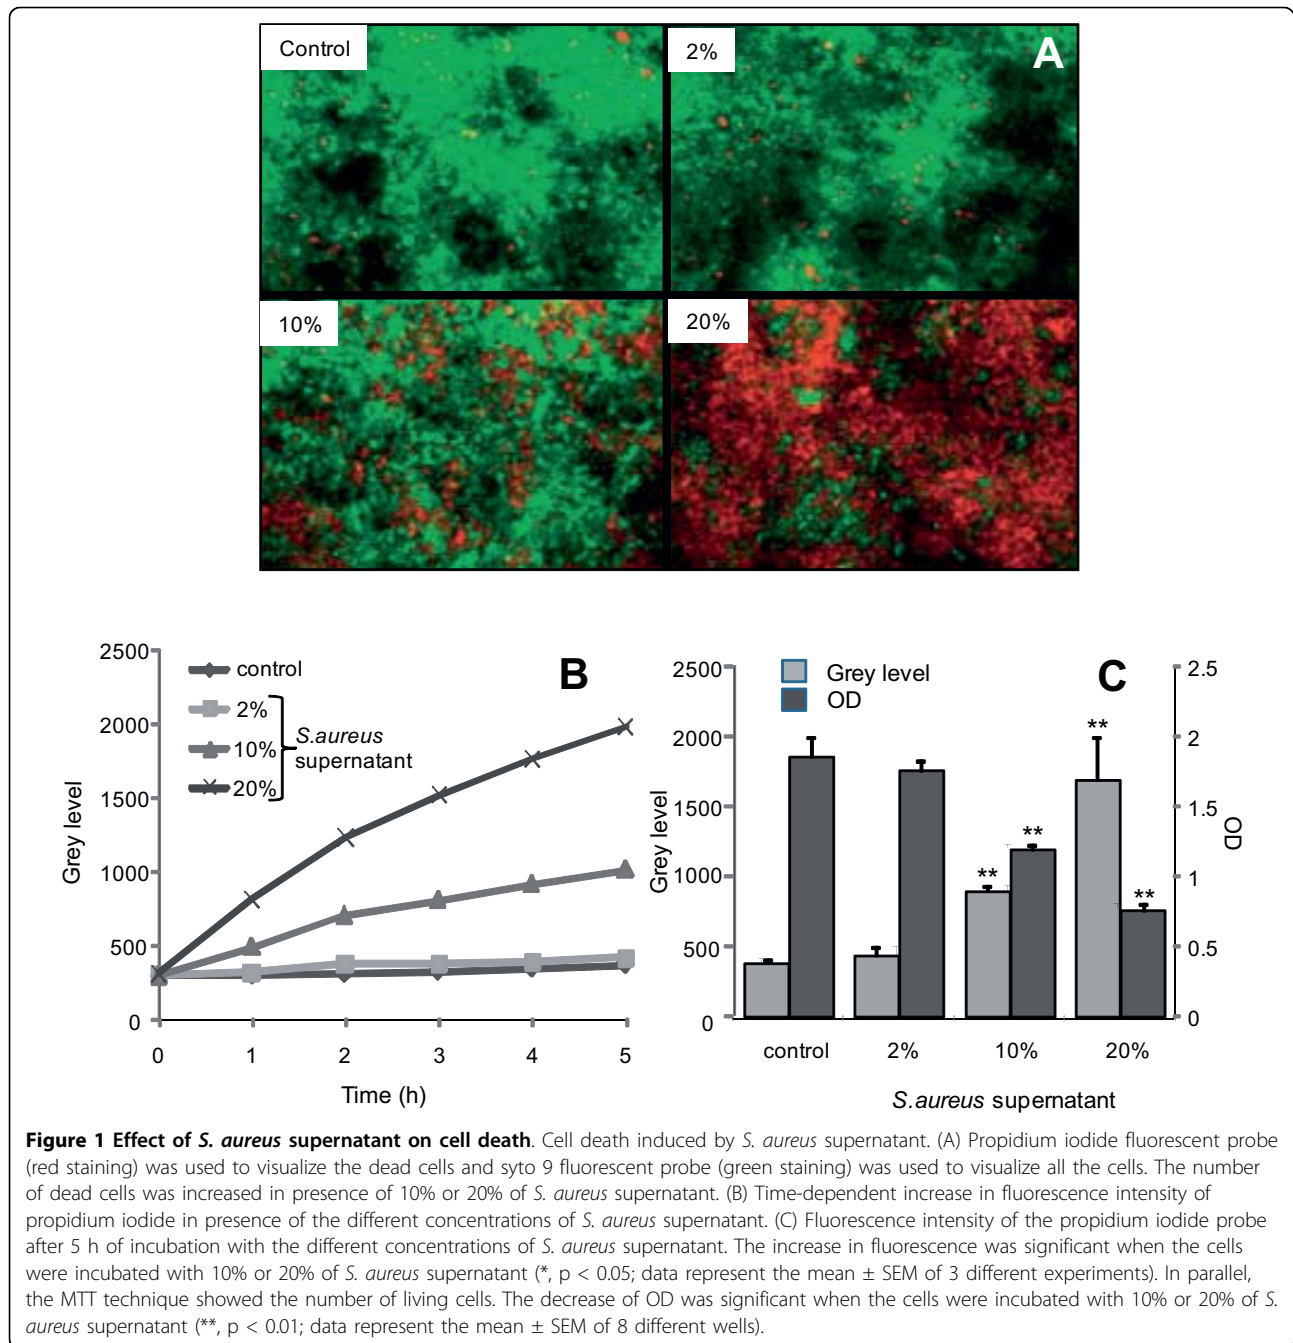 Control
2%
A
10%
20%
2500
2000
1500
1000
500
0
Grey level
control
2%
10%
20%
S.aureus
supernatant
B
0 1 2 3 4 5
Time (h)
2500
2000
1500
1000
500
0
Grey level
Grey level
OD
C
**
**
**
**
2.5
2
1.5
1
0.5
0
OD
control 2% 10% 20%
S.aureus supernatant
Figure 1 Effect of S. aureus supernatant on cell death. Cell death induced by S. aureus supernatant. (A) Propidium iodide fluorescent probe
(red staining) was used to visualize the dead cells and syto 9 fluorescent probe (green staining) was used to visualize all the cells. The number
of dead cells was increased in presence of 10% or 20% of S. aureus supernatant. (B) Time-dependent increase in fluorescence intensity of
propidium iodide in presence of the different concentrations of S. aureus supernatant. (C) Fluorescence intensity of the propidium iodide probe
after 5 h of incubation with the different concentrations of S. aureus supernatant. The increase in fluorescence was significant when the cells
were incubated with 10% or 20% of S. aureus supernatant (*, p < 0.05; data represent the mean ± SEM of 3 different experiments). In parallel,
the MTT technique showed the number of living cells. The decrease of OD was significant when the cells were incubated with 10% or 20% of S.
aureus supernatant (**, p < 0.01; data represent the mean ± SEM of 8 different wells).